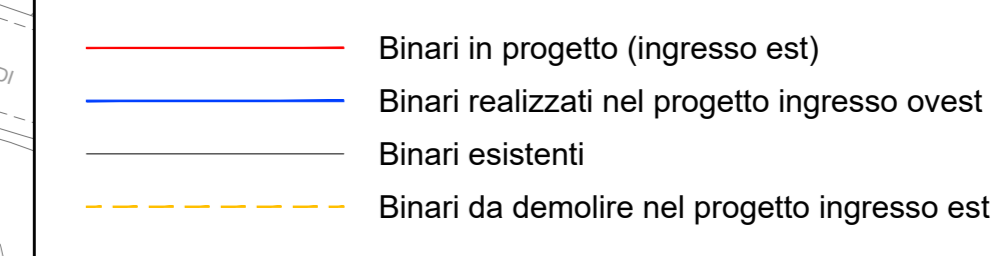 DI
Binari in progetto (ingresso est)
Binari realizzati nel progetto ingresso ovest
Binari esistenti
Binari da demolire nel progetto ingresso est